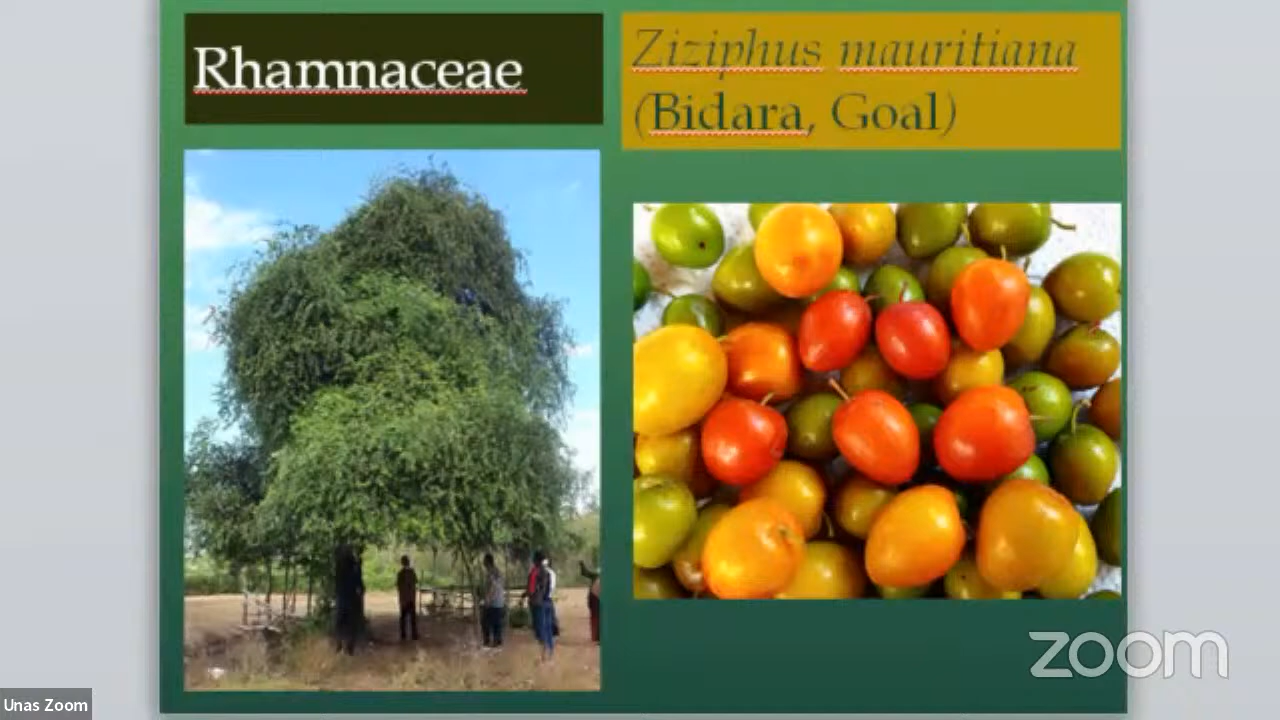 Rhamnaceae
Ziziphus mauritiana
(Bidara, Goal)
zoom
Unas Zoom